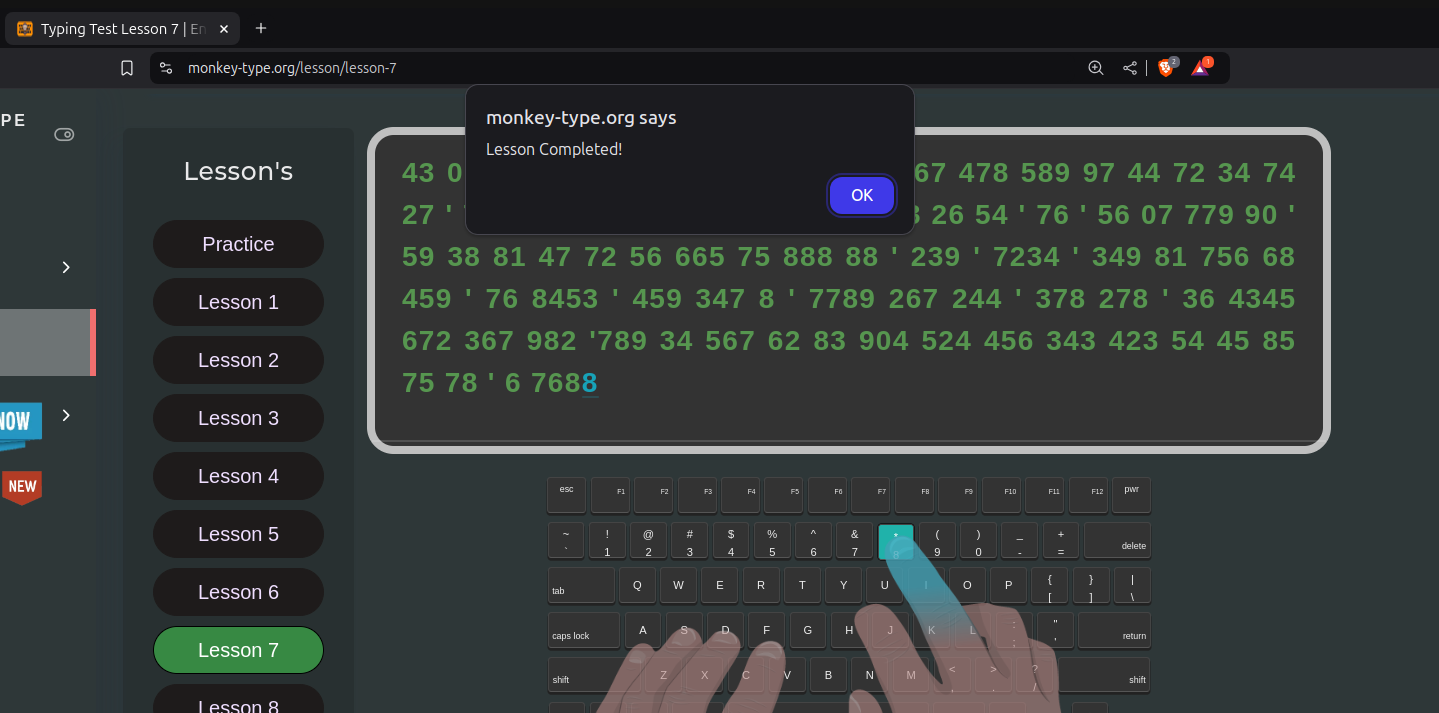 Typing Test Lesson 7 | En
monkey-type.org/lesson/lesson-7
2
1
monkey-type.org says
Lesson Completed!
OK
PE
NOW
NEW
Lesson's
Practice
Lesson 1
Lesson 2
Lesson 3
Lesson 4
Lesson 5
Lesson 6
Lesson 7
Lesson 8
43 0 67 478 589 97 44 72 34 74
27 ' 26 54 ' 76 ' 56 07 779 90 '
59 38 81 47 72 56 665 75 888 88 ' 239 ' 7234 ' 349 81 756 68
459 ' 76 8453 ' 459 347 8 ' 7789 267 244 ' 378 278 ' 36 4345
672 367 982 '789 34 567 62 83 904 524 456 343 423 54 45 85
75 78 ' 6 7688
esc F1 F2 F3 F4 F5 F6 F7 F8 F9 F10 F11 F12 pwr
~ ! @ # $ % ^ & * ( ) _ +
` 1 2 3 4 5 6 7 8 9 0 - = delete
tab Q W E R T Y U I O P { } |
[ ] \
caps lock A S D F G H J K L : "
; ' return
shift Z X C V B N M < > ?
, . / shift